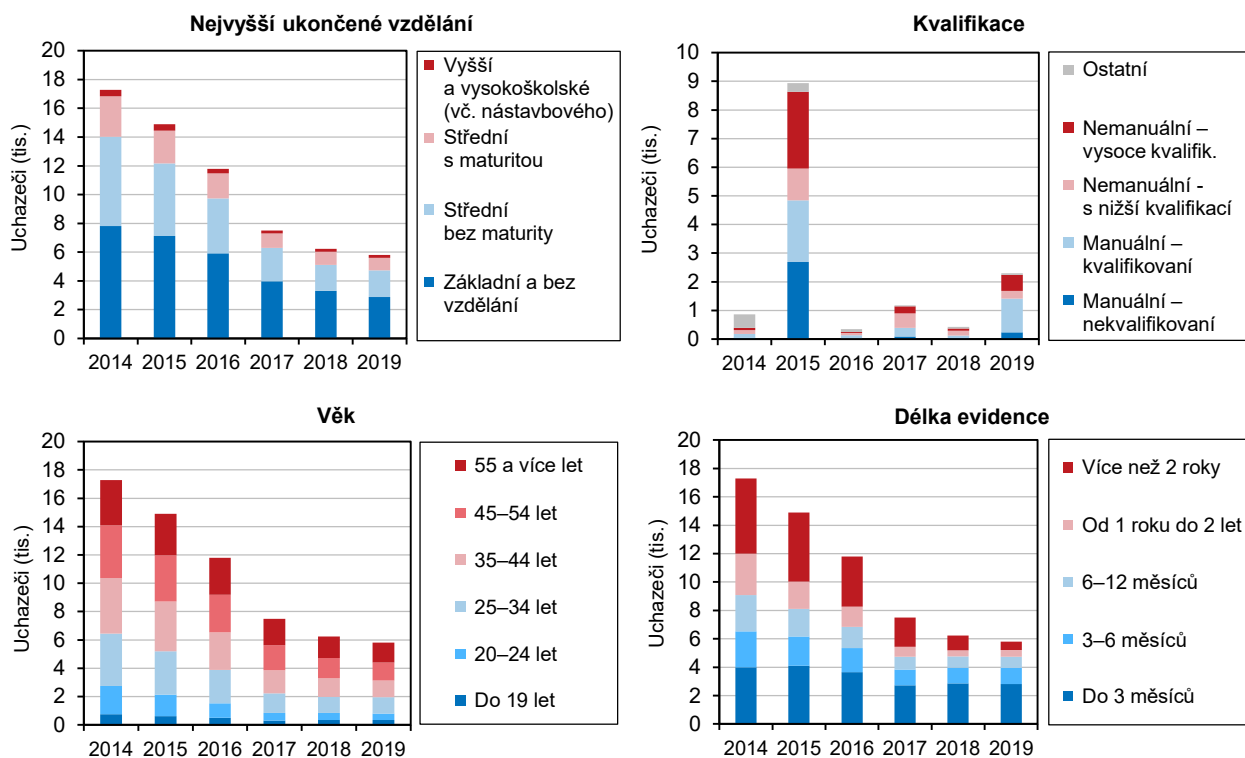 Nejvyšší ukončené vzdělání
Uchazeči (tis.)
20
18
16
14
12
10
8
6
4
2
0
2014 2015 2016 2017 2018 2019
Vyšší
a vysokoškolské
(vč. nástavbového)
Střední
s maturitou
Střední
bez maturity
Základní a bez
vzdělání
Kvalifikace
Uchazeči (tis.)
10
9
8
7
6
5
4
3
2
1
0
2014 2015 2016 2017 2018 2019
Ostatní
Nemanuální –
vysoce kvalifik.
Nemanuální -
s nižší kvalifikací
Manuální –
kvalifikovaní
Manuální –
nekvalifikovaní
Věk
Uchazeči (tis.)
20
18
16
14
12
10
8
6
4
2
0
2014 2015 2016 2017 2018 2019
55 a více let
45–54 let
35–44 let
25–34 let
20–24 let
Do 19 let
Délka evidence
Uchazeči (tis.)
20
18
16
14
12
10
8
6
4
2
0
2014 2015 2016 2017 2018 2019
Více než 2 roky
Od 1 roku do 2 let
6–12 měsíců
3–6 měsíců
Do 3 měsíců